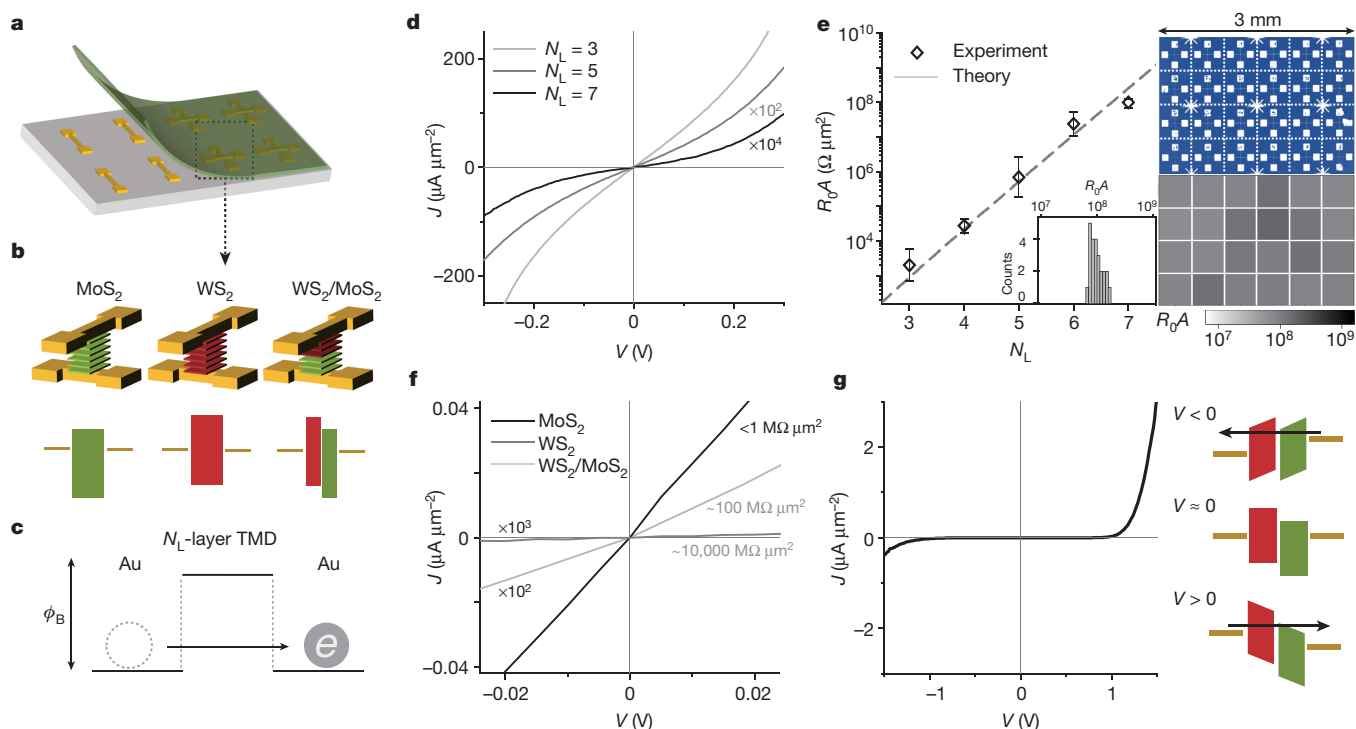 a
b
MoS2
WS2
WS2/MoS2
c
NL-layer TMD
Au
Au
ϕB
e
d
200
0
−200
J (μA μm−2)
NL = 3
NL = 5
NL = 7
×10²
×10⁴
−0.2
0
0.2
V (V)
e
10¹⁰
10⁸
10⁶
10⁴
R0A (Ω μm²)
Experiment
Theory
R0A
10⁷
10⁸
10⁹
Counts
4
2
0
3
4
5
6
7
NL
3 mm
R0A
10⁷
10⁸
10⁹
f
0.04
0
−0.04
J (μA μm−2)
MoS2
WS2
WS2/MoS2
<1 MΩ μm²
~100 MΩ μm²
×10³
~10,000 MΩ μm²
×10²
−0.02
0
0.02
V (V)
g
2
0
−2
J (μA μm−2)
−1
0
1
V (V)
V < 0
V ≈ 0
V > 0